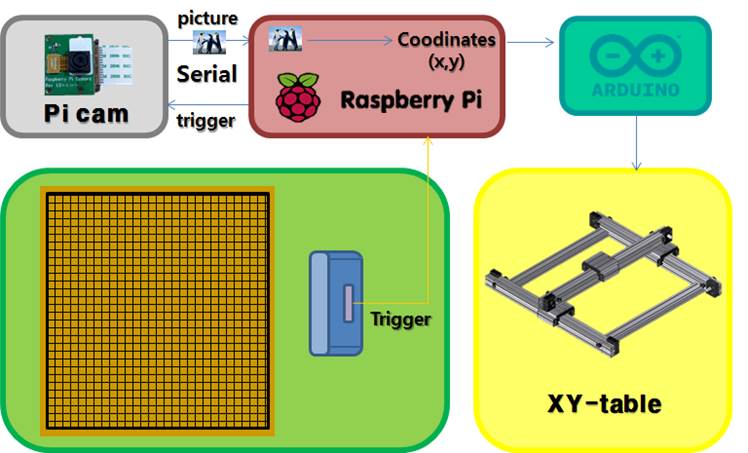 picture
Serial
trigger
Pi cam
Coodinates
(x,y)
Raspberry Pi
ARDUINO
Trigger
XY-table